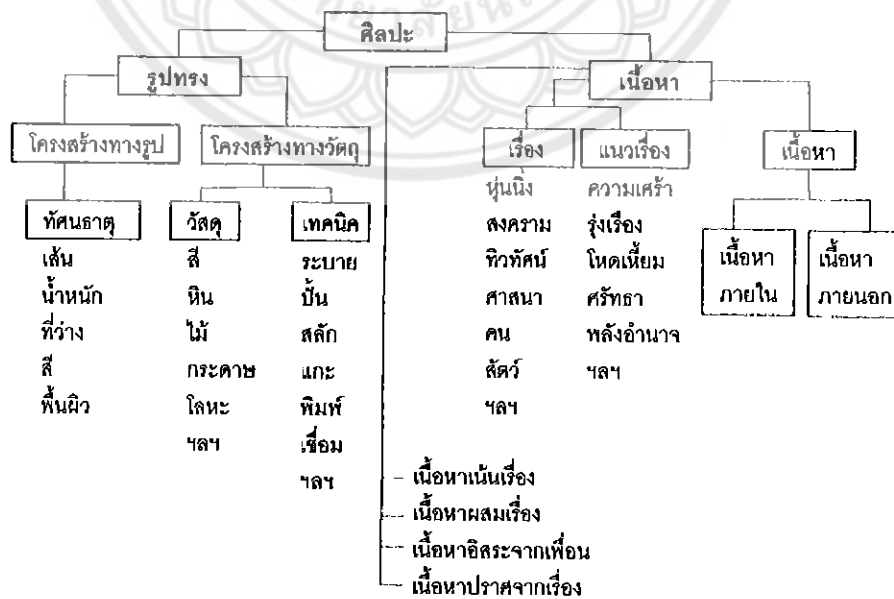 ศิลปะ
รูปทรง
เนื้อหา
โครงสร้างทางรูป
โครงสร้างทางวัตถุ
เรื่อง
แนวเรื่อง
เนื้อหา
ทัศนธาตุ
เส้น
น้ำหนัก
ที่ว่าง
สี
พื้นผิว
วัสดุ
สี
หิน
ไม้
กระดาษ
โลหะ
ฯลฯ
เทคนิค
ระบาย
ปั้น
สลัก
แกะ
พิมพ์
เชื่อม
ฯลฯ
หุ่นนิ่ง
สงคราม
ทิวทัศน์
ศาสนา
คน
สัตว์
ฯลฯ
ความเศร้า
รุ่งเรือง
โหดเหี้ยม
ศรัทธา
พลังอำนาจ
ฯลฯ
เนื้อหา
ภายใน
เนื้อหา
ภายนอก
เนื้อหาเน้นเรื่อง
เนื้อหาผสมเรื่อง
เนื้อหาอิสระจากเพื่อน
เนื้อหาปราศจากเรื่อง